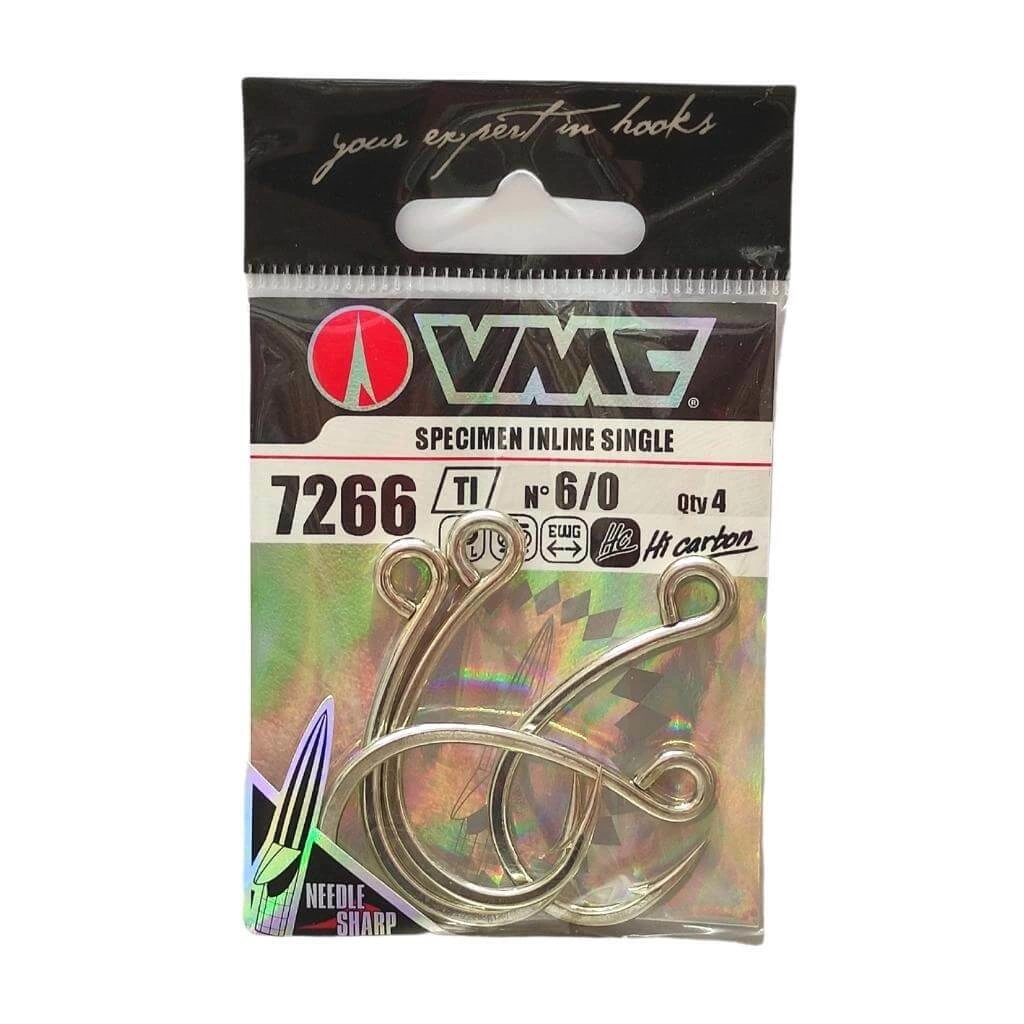 your expert in hooks
VMC®
SPECIMEN INLINE SINGLE
7266 TI N° 6/0 Qty 4
EWG HC Hi carbon
NEEDLE
SHARP